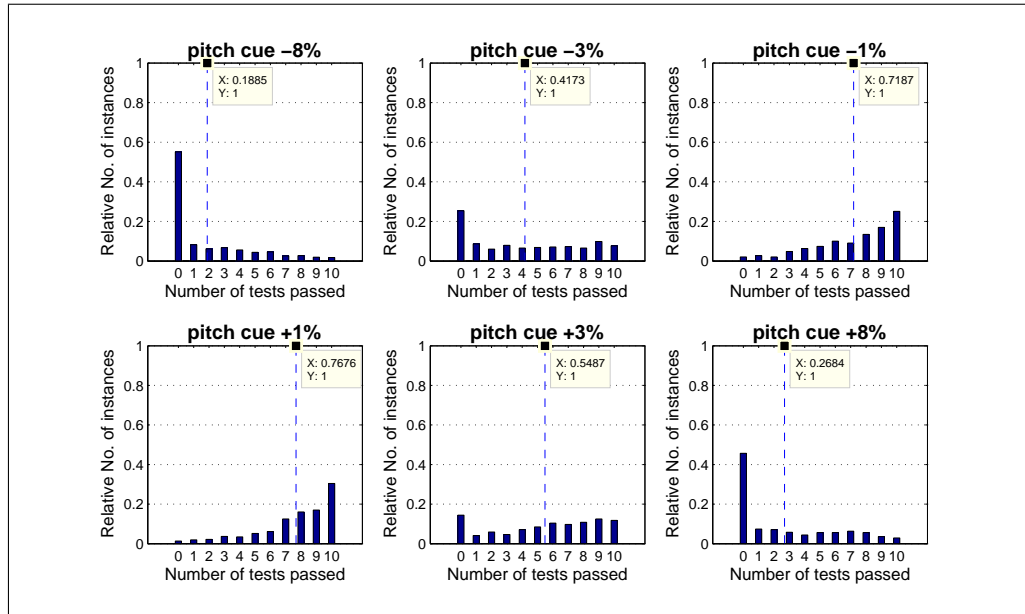 pitch cue −8%
X: 0.1885
Y: 1
Relative No. of instances
1
0.8
0.6
0.4
0.2
0
0 1 2 3 4 5 6 7 8 9 10
Number of tests passed
pitch cue −3%
X: 0.4173
Y: 1
Relative No. of instances
1
0.8
0.6
0.4
0.2
0
0 1 2 3 4 5 6 7 8 9 10
Number of tests passed
pitch cue −1%
X: 0.7187
Y: 1
Relative No. of instances
1
0.8
0.6
0.4
0.2
0
0 1 2 3 4 5 6 7 8 9 10
Number of tests passed
pitch cue +1%
X: 0.7676
Y: 1
Relative No. of instances
1
0.8
0.6
0.4
0.2
0
0 1 2 3 4 5 6 7 8 9 10
Number of tests passed
pitch cue +3%
X: 0.5487
Y: 1
Relative No. of instances
1
0.8
0.6
0.4
0.2
0
0 1 2 3 4 5 6 7 8 9 10
Number of tests passed
pitch cue +8%
X: 0.2684
Y: 1
Relative No. of instances
1
0.8
0.6
0.4
0.2
0
0 1 2 3 4 5 6 7 8 9 10
Number of tests passed